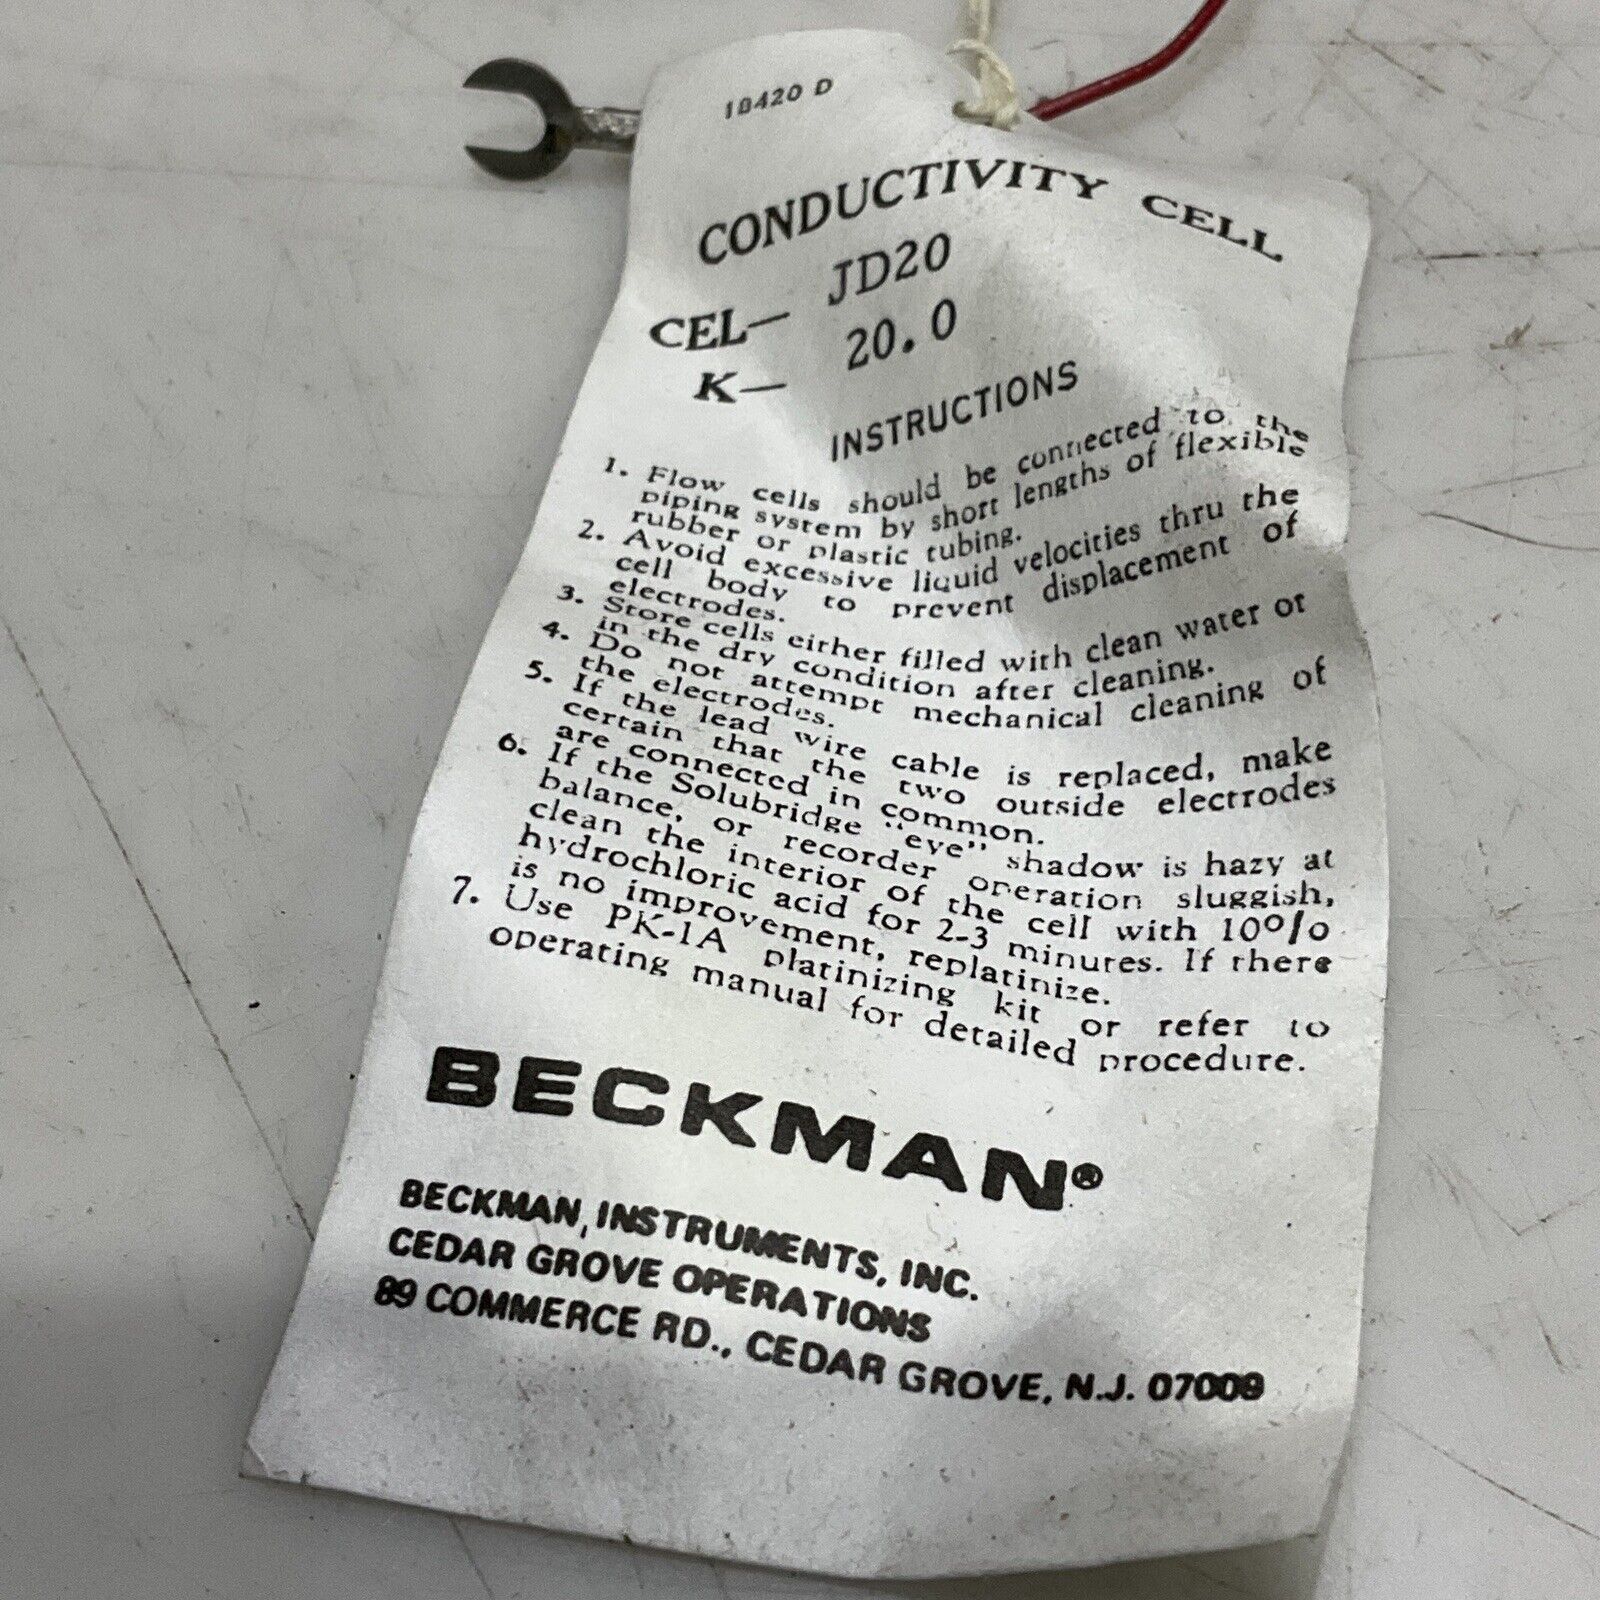 18420 D
CONDUCTIVITY CELL
CEL— JD20
K— 20.0
INSTRUCTIONS
1. Flow cells should be connected to the
piping system by short lengths of flexible
rubber or plastic tubing.
2. Avoid excessive liquid velocities thru the
cell body to prevent displacement of
electrodes.
3. Store cells either filled with clean water or
in the dry condition after cleaning.
4. Do not attempt mechanical cleaning of
the electrodes.
5. If the lead wire cable is replaced, make
certain that the two outside electrodes
are connected in common.
6. If the Solubridge "eye" shadow is hazy at
balance, or recorder operation sluggish,
clean the interior of the cell with 10%
hydrochloric acid for 2-3 minutes. If there
is no improvement, replatinize.
7. Use PK-1A platinizing kit or refer to
operating manual for detailed procedure.
BECKMAN®
BECKMAN, INSTRUMENTS, INC.
CEDAR GROVE OPERATIONS
89 COMMERCE RD., CEDAR GROVE, N.J. 07009